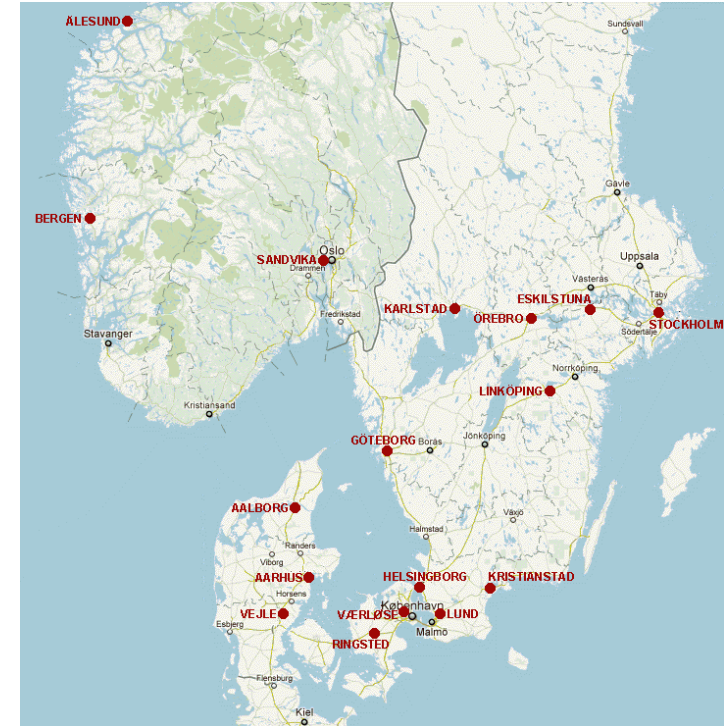 ÅLESUND
Sundsvall
Gävle
BERGEN
Oslo
SANDVIKA
Drammen
Uppsala
Västerås
Täby
ESKILSTUNA
KARLSTAD
ÖREBRO
Fredrikstad
STOCKHOLM
Södertälje
Stavanger
Norrköping
LINKÖPING
Kristiansand
GÖTEBORG
Borås
Jönköping
AALBORG
Växjö
Halmstad
Randers
Viborg
AARHUS
HELSINGBORG
KRISTIANSTAD
Horsens
København
VEJLE
VÆRLØSE
LUND
Esbjerg
Malmö
RINGSTED
Flensburg
Kiel